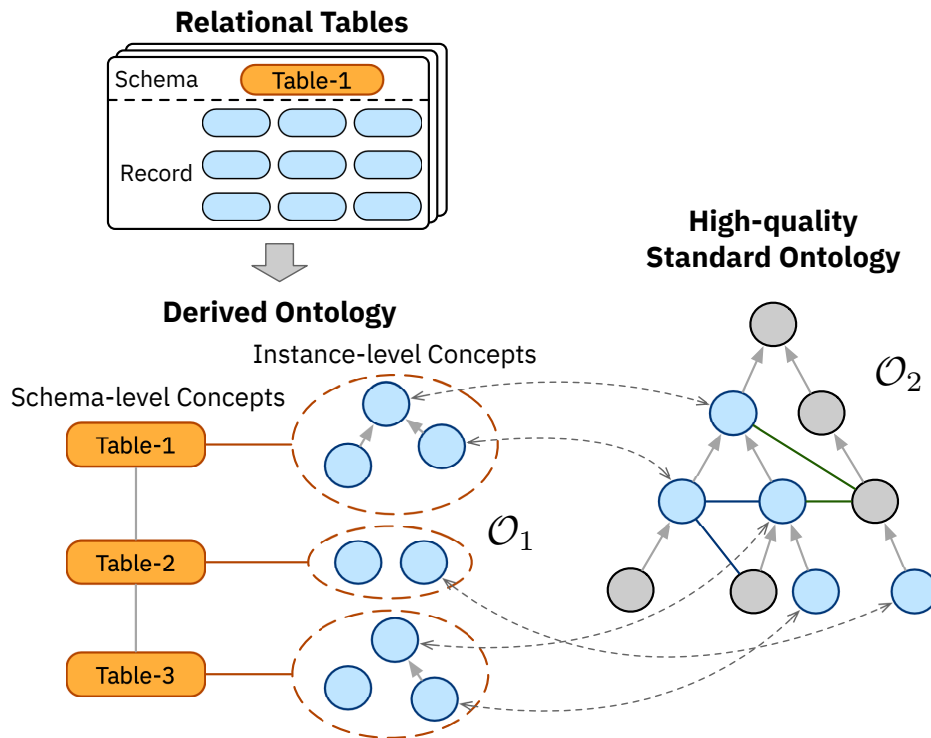 Relational Tables
Schema
Table-1
Record
High-quality
Standard Ontology
Derived Ontology
Instance-level Concepts
Schema-level Concepts
𝒪₂
Table-1
𝒪₁
Table-2
Table-3